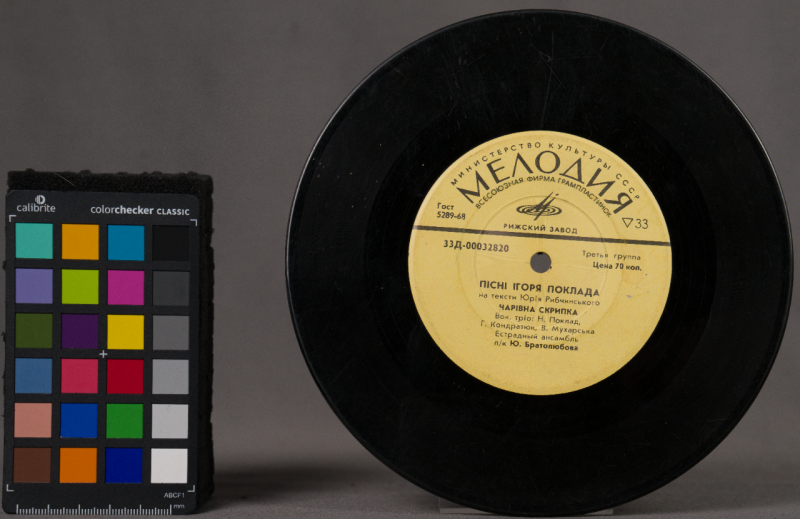 calibrite
colorchecker CLASSIC
ABCF1
mm
МИНИСТЕРСТВО КУЛЬТУРЫ СССР
МЕЛОДИЯ
ВСЕСОЮЗНАЯ ФИРМА ГРАМПЛАСТИНОК
Гост
5289-68
33
РИЖСКИЙ ЗАВОД
33Д-00032820
Третья группа
Цена 70 коп.
ПІСНІ ІГОРЯ ПОКЛАДА
на тексти Юрія Рибчинського
ЧАРІВНА СКРИПКА
Вок. тріо: Н. Поклад,
Г. Кондратюк, В. Мухарська
Естрадный ансамбль
п/к Ю. Братолюбова